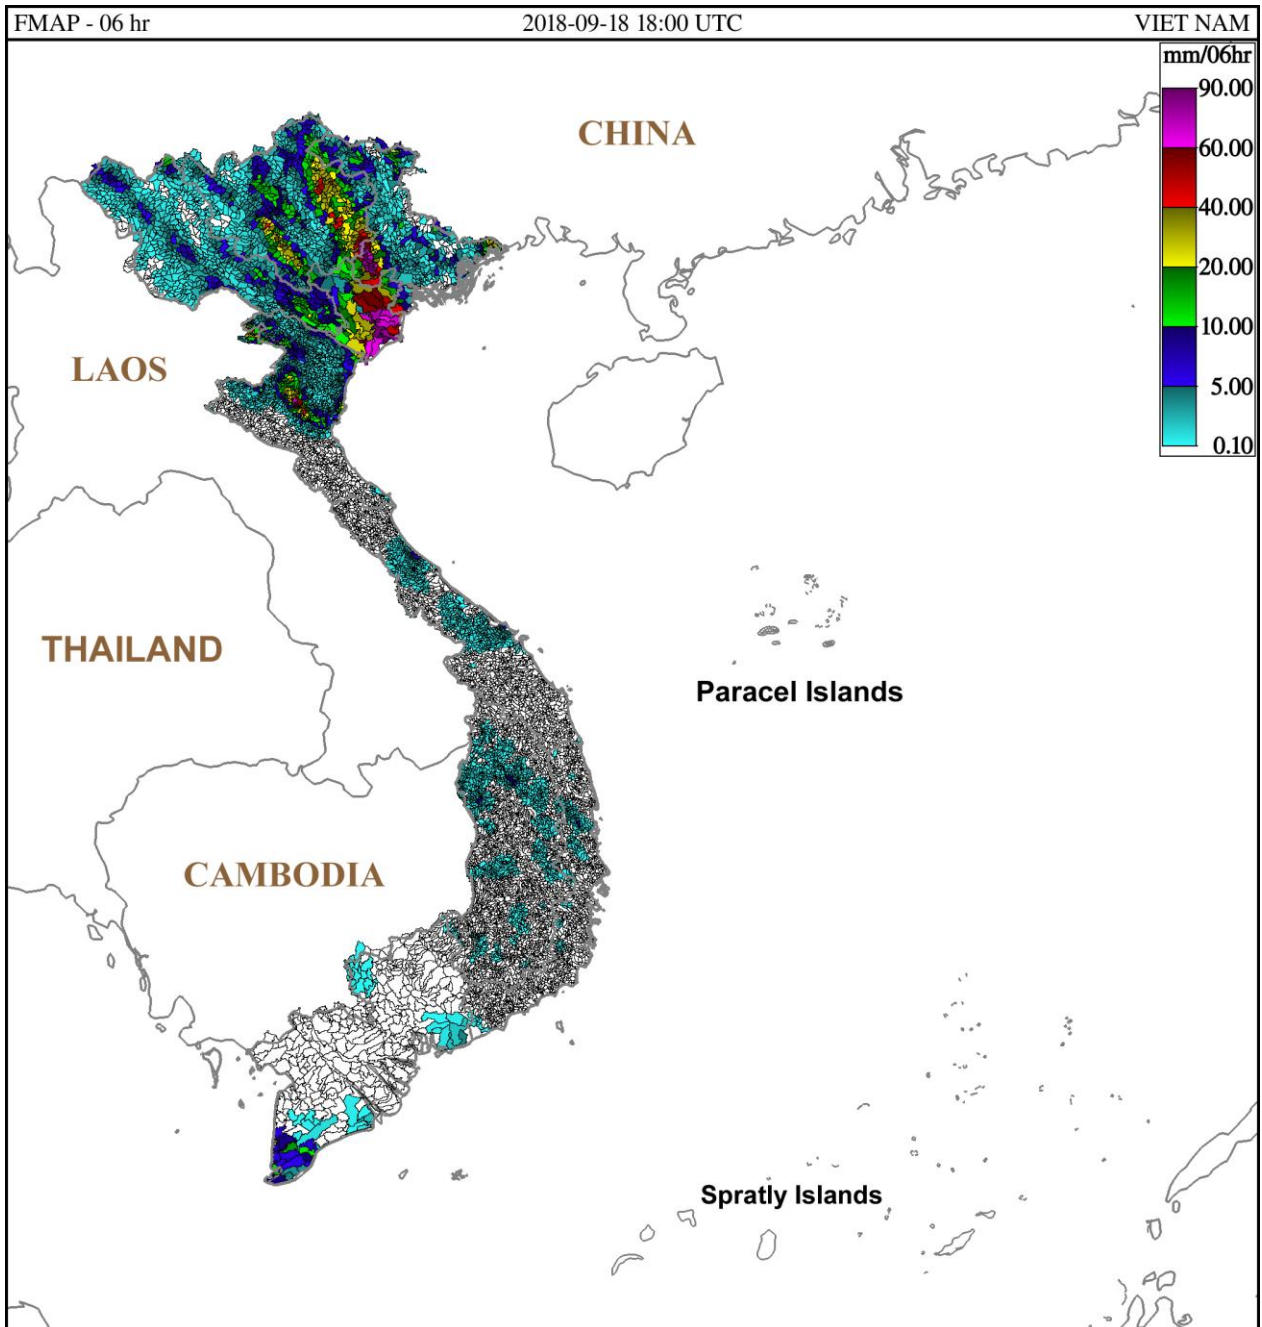 FMAP - 06 hr
2018-09-18 18:00 UTC
VIET NAM
mm/06hr
90.00
60.00
40.00
20.00
10.00
5.00
0.10
CHINA
LAOS
THAILAND
Paracel Islands
CAMBODIA
Spratly Islands